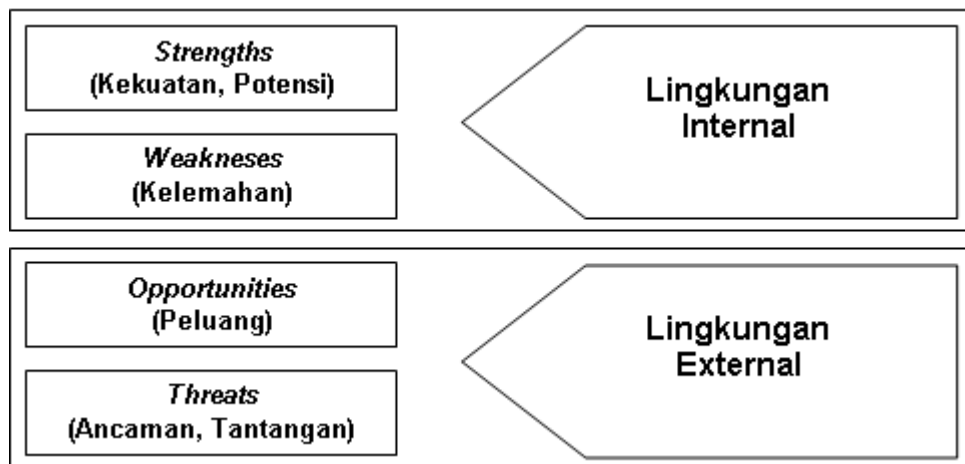 Strengths
(Kekuatan, Potensi)
Lingkungan
Internal
Weakneses
(Kelemahan)
Opportunities
(Peluang)
Lingkungan
External
Threats
(Ancaman, Tantangan)